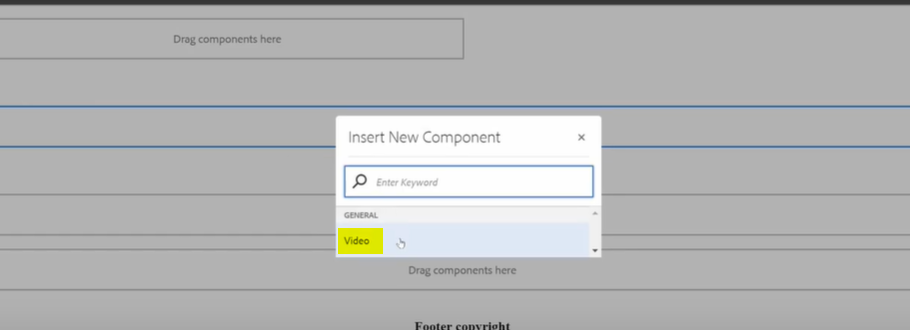 Drag components here
Insert New Component ×
Enter Keyword
GENERAL
Video
Drag components here
Footer copyright